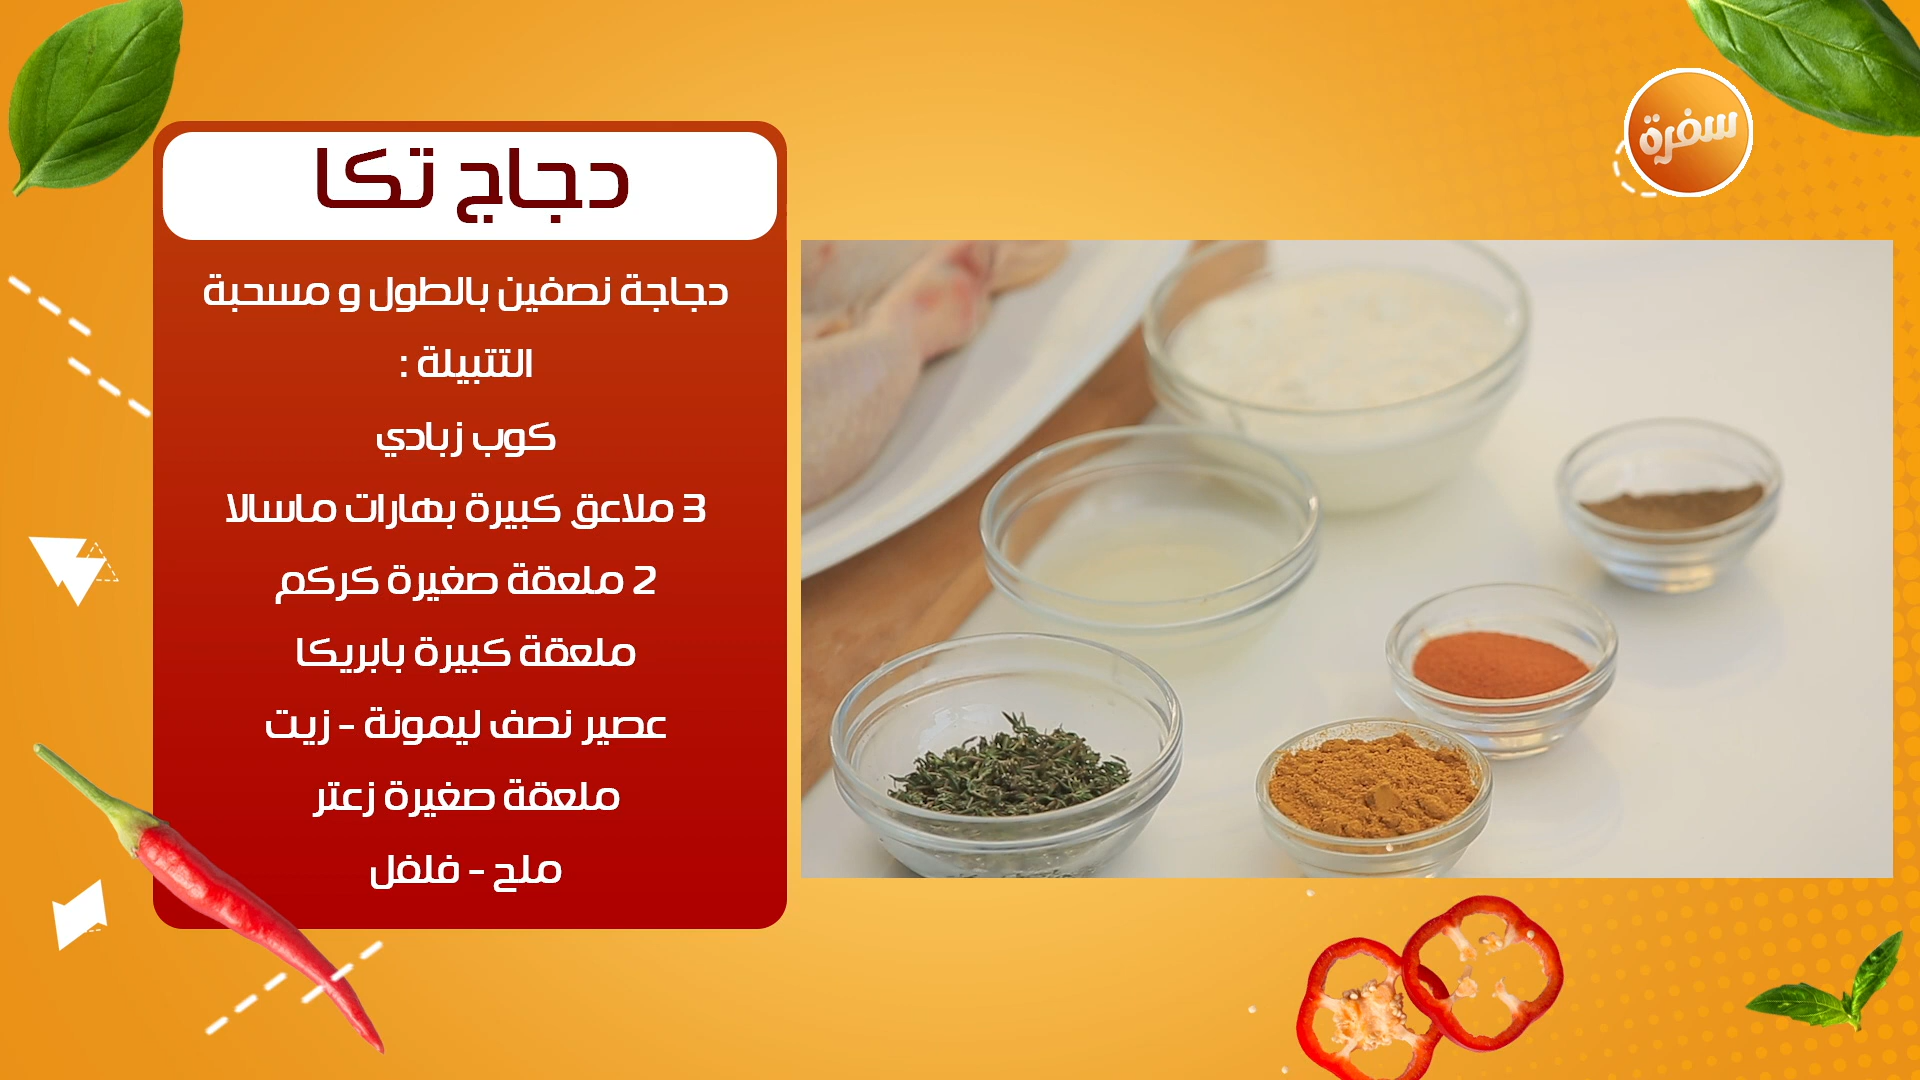 سفرة
دجاج تكا
دجاجة نصفين بالطول و مسحبة
التتبيلة :
كوب زبادي
3 ملاعق كبيرة بهارات ماسالا
2 ملعقة صغيرة كركم
ملعقة كبيرة بابريكا
عصير نصف ليمونة - زيت
ملعقة صغيرة زعتر
ملح - فلفل